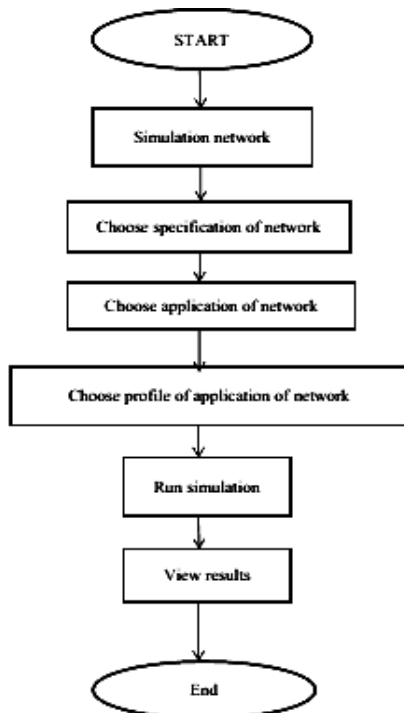 START
Simulation network
Choose specification of network
Choose application of network
Choose profile of application of network
Run simulation
View results
End